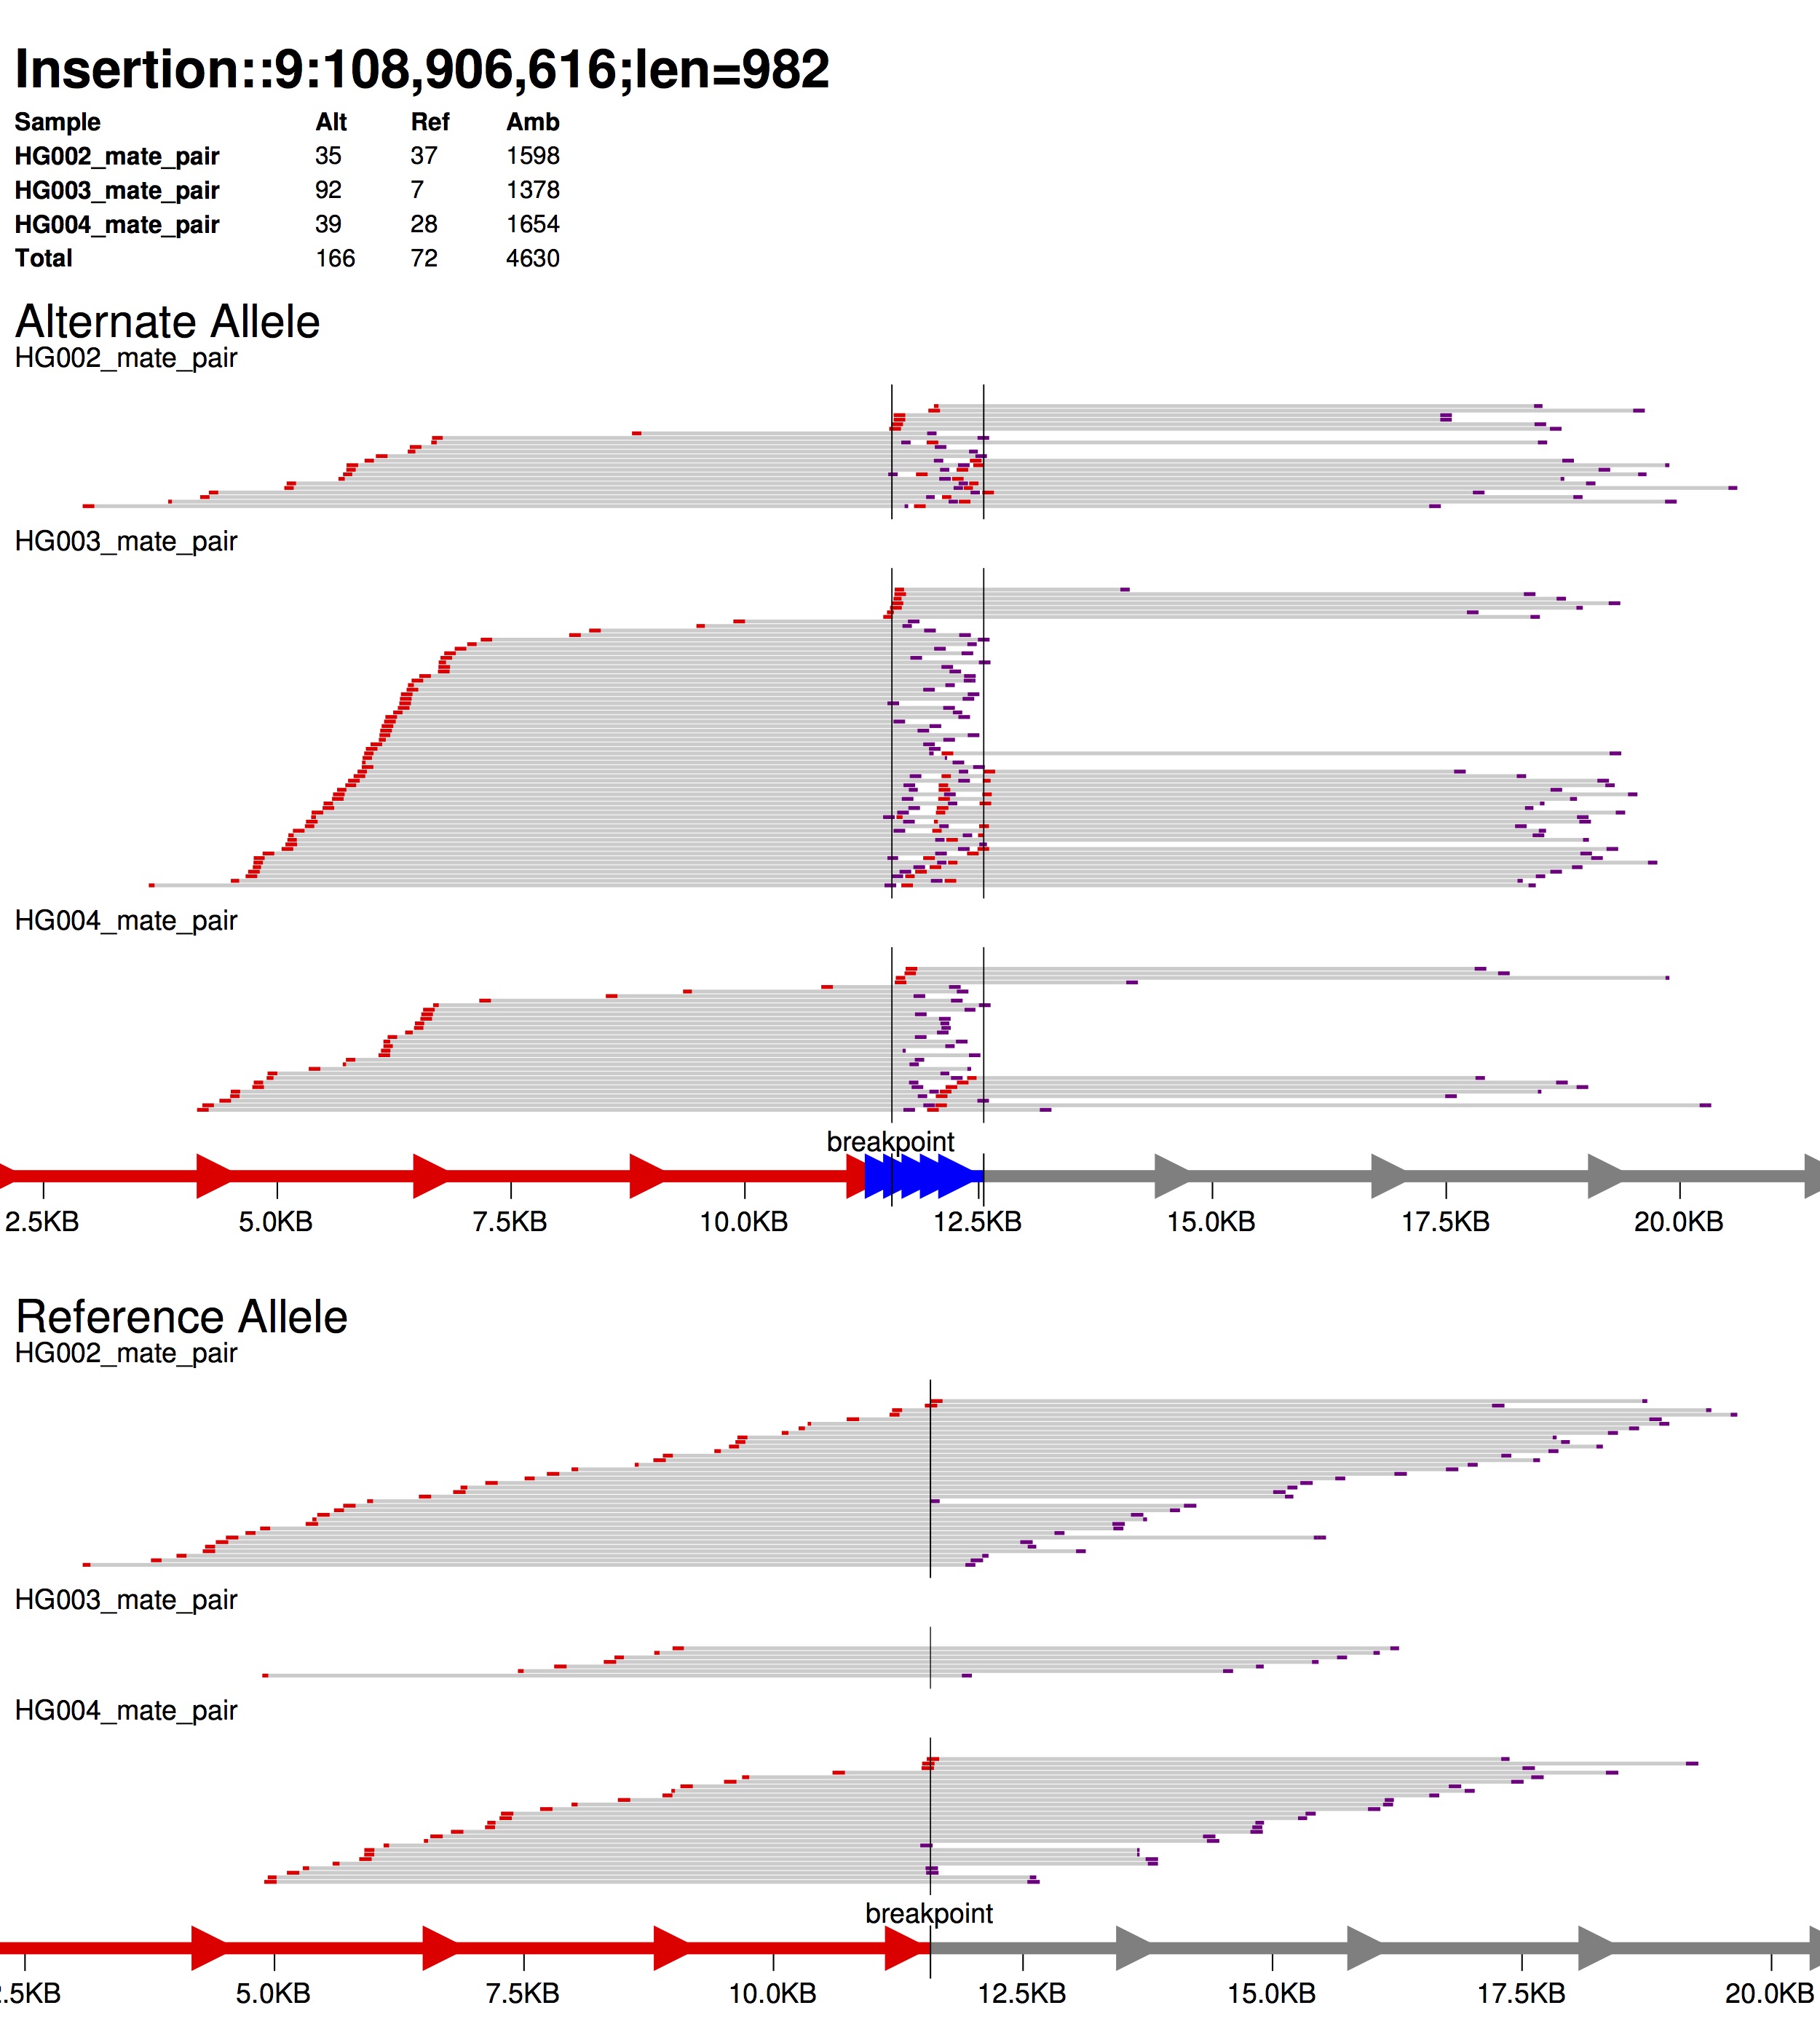 Insertion::9:108,906,616;len=982
Sample Alt Ref Amb
HG002_mate_pair 35 37 1598
HG003_mate_pair 92 7 1378
HG004_mate_pair 39 28 1654
Total 166 72 4630
Alternate Allele
HG002_mate_pair
HG003_mate_pair
HG004_mate_pair
breakpoint
2.5KB 5.0KB 7.5KB 10.0KB 12.5KB 15.0KB 17.5KB 20.0KB
Reference Allele
HG002_mate_pair
HG003_mate_pair
HG004_mate_pair
breakpoint
.5KB 5.0KB 7.5KB 10.0KB 12.5KB 15.0KB 17.5KB 20.0KB